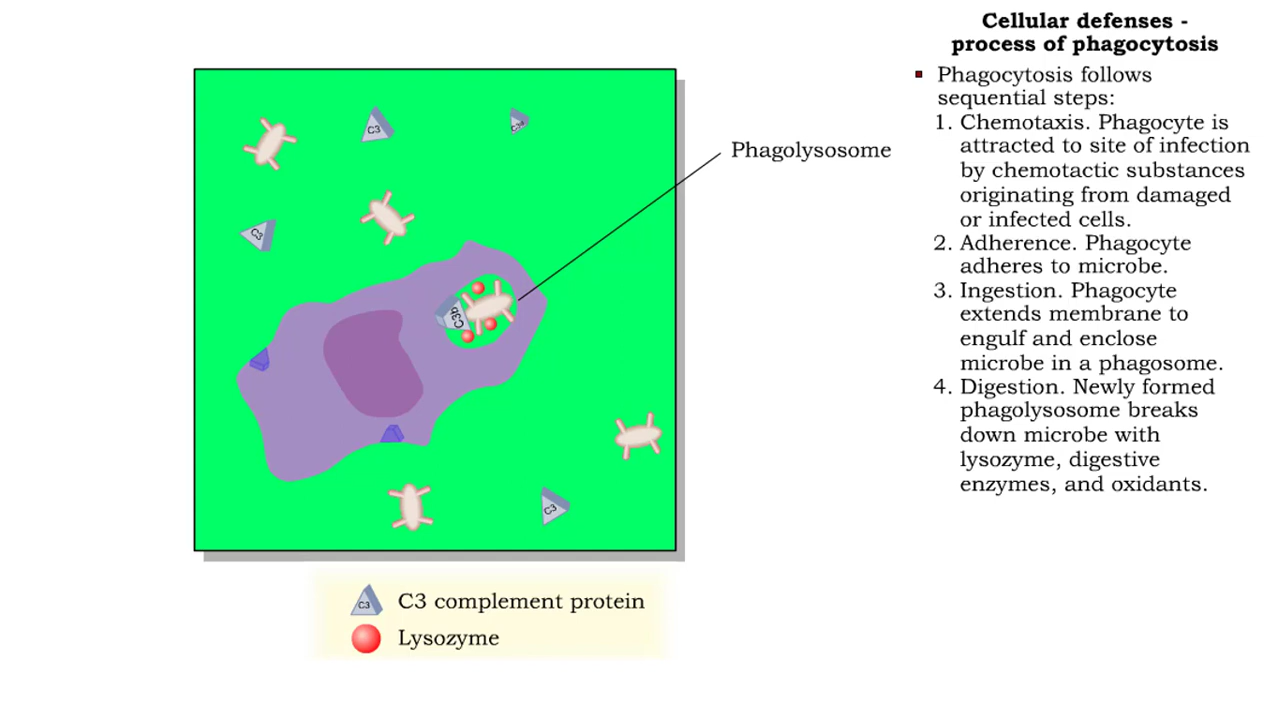 Cellular defenses -
process of phagocytosis
Phagocytosis follows
sequential steps:
1. Chemotaxis. Phagocyte is
attracted to site of infection
by chemotactic substances
originating from damaged
or infected cells.
2. Adherence. Phagocyte
adheres to microbe.
3. Ingestion. Phagocyte
extends membrane to
engulf and enclose
microbe in a phagosome.
4. Digestion. Newly formed
phagolysosome breaks
down microbe with
lysozyme, digestive
enzymes, and oxidants.
Phagolysosome
C3
C3a
C3
C3b
C3
C3
C3 complement protein
Lysozyme